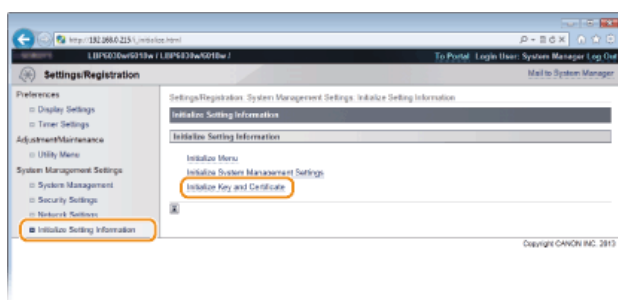 http://192.168.0.215/_initialize.html
LBP6030w/6018w / LBP6030w/6018w /
To Portal Login User: System Manager Log Out
Settings/Registration
Mail to System Manager
Preferences
Display Settings
Timer Settings
Adjustment/Maintenance
Utility Menu
System Management Settings
System Management
Security Settings
Network Settings
Initialize Setting Information
Settings/Registration: System Management Settings: Initialize Setting Information
Initialize Setting Information
Initialize Setting Information
Initialize Menu
Initialize System Management Settings
Initialize Key and Certificate
Copyright CANON INC. 2013